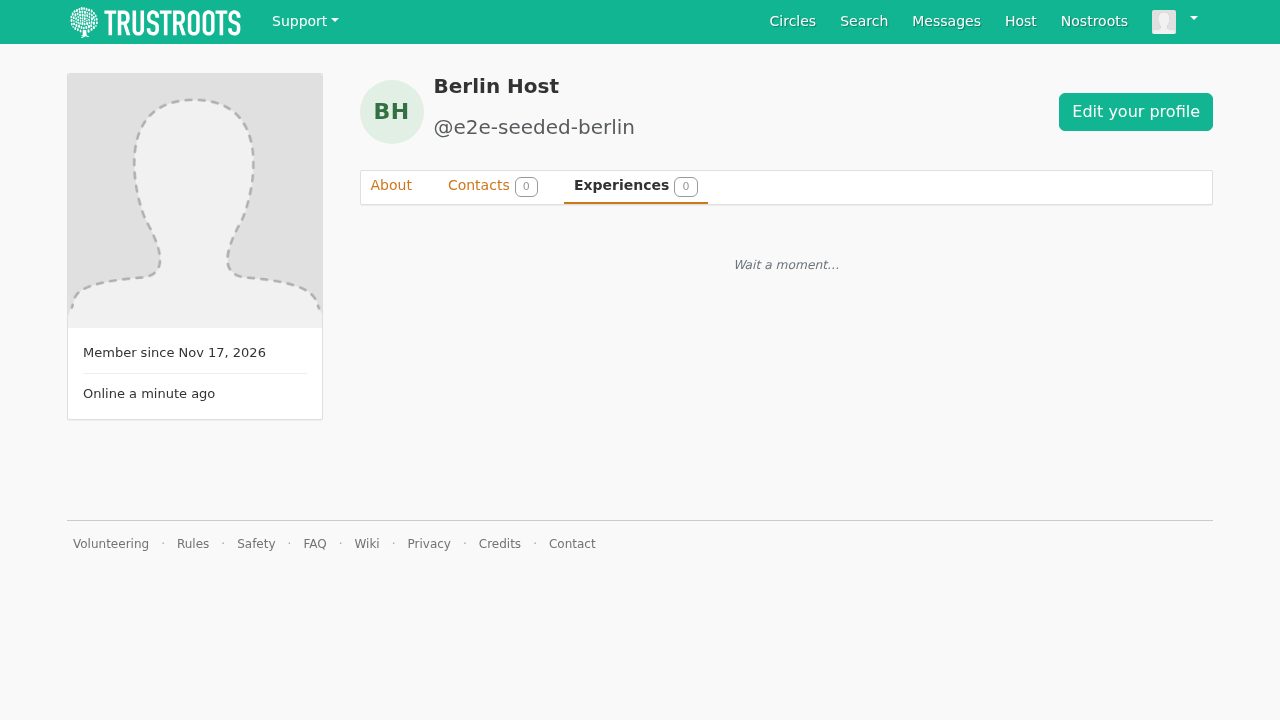 TRUSTROOTS Support Circles Search Messages Host Nostroots
BH
Berlin Host
@e2e-seeded-berlin
Edit your profile
About Contacts 0 Experiences 0
Wait a moment...
Member since Nov 17, 2026
Online a minute ago
Volunteering · Rules · Safety · FAQ · Wiki · Privacy · Credits · Contact